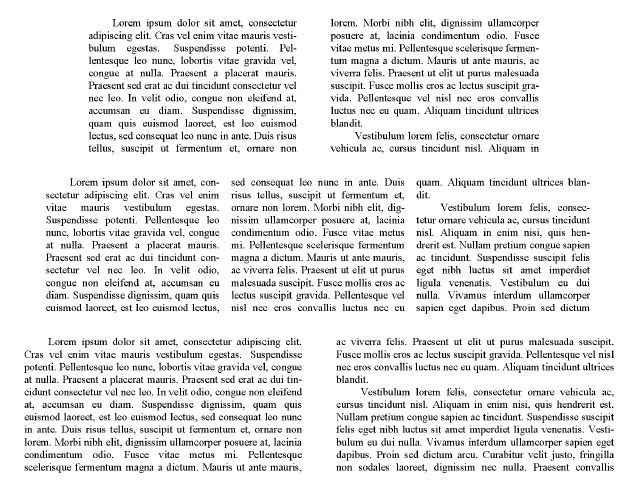 Lorem ipsum dolor sit amet, consectetur
adipiscing elit. Cras vel enim vitae mauris vesti-
bulum egestas. Suspendisse potenti. Pel-
lentesque leo nunc, lobortis vitae gravida vel,
congue at nulla. Praesent a placerat mauris.
Praesent sed erat ac dui tincidunt consectetur vel
nec leo. In velit odio, congue non eleifend at,
accumsan eu diam. Suspendisse dignissim,
quam quis euismod laoreet, est leo euismod
lectus, sed consequat leo nunc in ante. Duis risus
tellus, suscipit ut fermentum et, ornare non
lorem. Morbi nibh elit, dignissim ullamcorper
posuere at, lacinia condimentum odio. Fusce
vitae metus mi. Pellentesque scelerisque fermen-
tum magna a dictum. Mauris ut ante mauris, ac
viverra felis. Praesent ut elit ut purus malesuada
suscipit. Fusce mollis eros ac lectus suscipit gra-
vida. Pellentesque vel nisl nec eros convallis
luctus nec eu quam. Aliquam tincidunt ultrices
blandit.
Vestibulum lorem felis, consectetur ornare
vehicula ac, cursus tincidunt nisl. Aliquam in
Lorem ipsum dolor sit amet, con-
sectetur adipiscing elit. Cras vel enim
vitae mauris vestibulum egestas.
Suspendisse potenti. Pellentesque leo
nunc, lobortis vitae gravida vel, congue
at nulla. Praesent a placerat mauris.
Praesent sed erat ac dui tincidunt con-
sectetur vel nec leo. In velit odio,
congue non eleifend at, accumsan eu
diam. Suspendisse dignissim, quam quis
euismod laoreet, est leo euismod lectus,
sed consequat leo nunc in ante. Duis
risus tellus, suscipit ut fermentum et,
ornare non lorem. Morbi nibh elit, dig-
nissim ullamcorper posuere at, lacinia
condimentum odio. Fusce vitae metus
mi. Pellentesque scelerisque fermentum
magna a dictum. Mauris ut ante mauris,
ac viverra felis. Praesent ut elit ut purus
malesuada suscipit. Fusce mollis eros ac
lectus suscipit gravida. Pellentesque vel
nisl nec eros convallis luctus nec eu
quam. Aliquam tincidunt ultrices blan-
dit.
Vestibulum lorem felis, consec-
tetur ornare vehicula ac, cursus tincidunt
nisl. Aliquam in enim nisi, quis hen-
drerit est. Nullam pretium congue sapien
ac tincidunt. Suspendisse suscipit felis
eget nibh luctus sit amet imperdiet
ligula venenatis. Vestibulum eu dui
nulla. Vivamus interdum ullamcorper
sapien eget dapibus. Proin sed dictum
Lorem ipsum dolor sit amet, consectetur adipiscing elit.
Cras vel enim vitae mauris vestibulum egestas. Suspendisse
potenti. Pellentesque leo nunc, lobortis vitae gravida vel, congue
at nulla. Praesent a placerat mauris. Praesent sed erat ac dui tin-
cidunt consectetur vel nec leo. In velit odio, congue non eleifend
at, accumsan eu diam. Suspendisse dignissim, quam quis
euismod laoreet, est leo euismod lectus, sed consequat leo nunc
in ante. Duis risus tellus, suscipit ut fermentum et, ornare non
lorem. Morbi nibh elit, dignissim ullamcorper posuere at, lacinia
condimentum odio. Fusce vitae metus mi. Pellentesque
scelerisque fermentum magna a dictum. Mauris ut ante mauris,
ac viverra felis. Praesent ut elit ut purus malesuada suscipit.
Fusce mollis eros ac lectus suscipit gravida. Pellentesque vel nisl
nec eros convallis luctus nec eu quam. Aliquam tincidunt ultrices
blandit.
Vestibulum lorem felis, consectetur ornare vehicula ac,
cursus tincidunt nisl. Aliquam in enim nisi, quis hendrerit est.
Nullam pretium congue sapien ac tincidunt. Suspendisse suscipit
felis eget nibh luctus sit amet imperdiet ligula venenatis. Vesti-
bulum eu dui nulla. Vivamus interdum ullamcorper sapien eget
dapibus. Proin sed dictum arcu. Curabitur velit justo, fringilla
non sodales laoreet, dignissim nec nulla. Praesent convallis